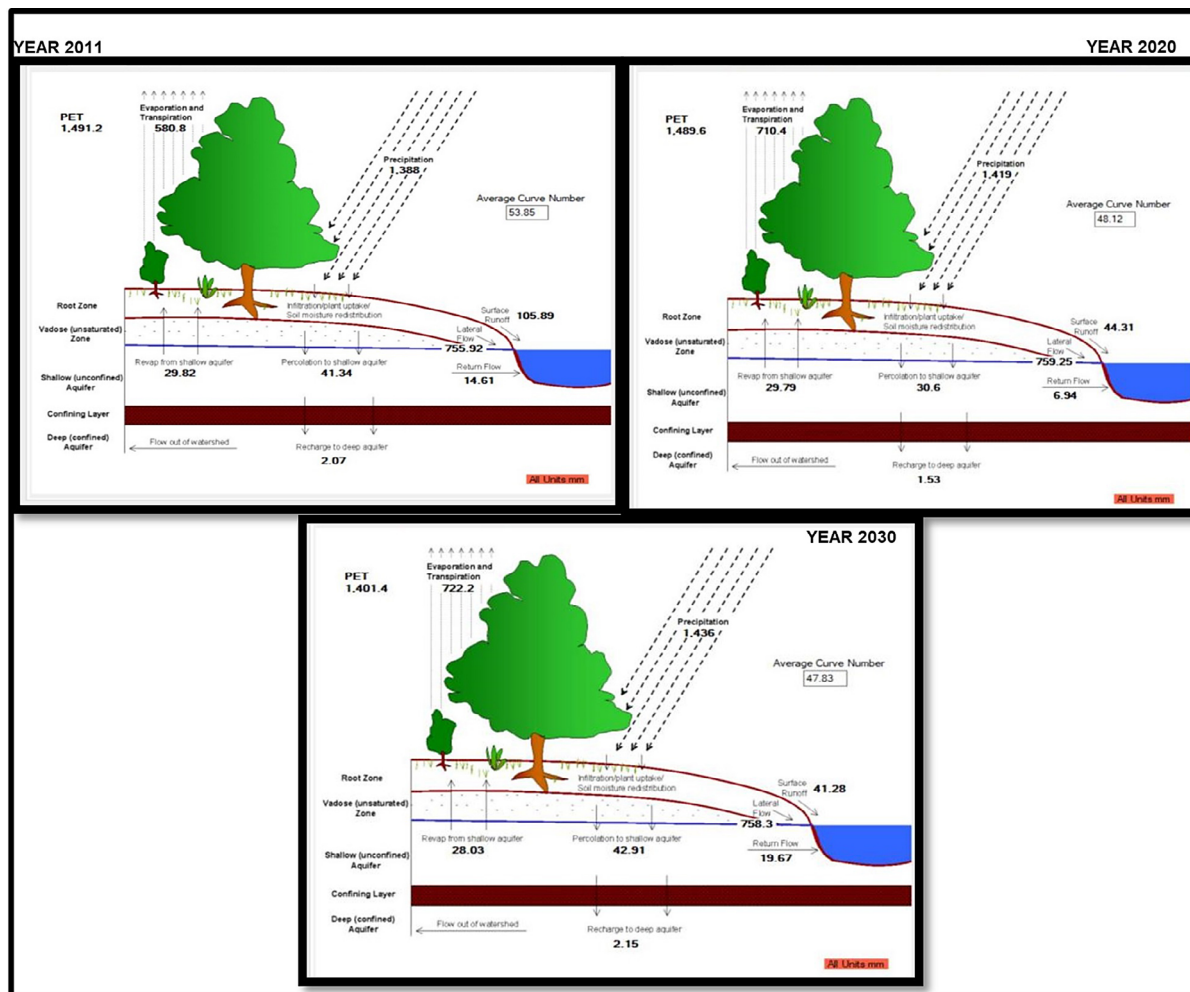 YEAR 2011
YEAR 2020
PET
1,491.2
Evaporation and
Transpiration
580.8
Precipitation
1,388
Average Curve Number
53.85
Root Zone
Infiltration/plant uptake/
Soil moisture redistribution
Surface
Runoff
105.89
Vadose (unsaturated)
Zone
Lateral
Flow
755.92
Revap from shallow aquifer
29.82
Percolation to shallow aquifer
41.34
Return Flow
14.61
Shallow (unconfined)
Aquifer
Confining Layer
Deep (confined)
Aquifer
Flow out of watershed
Recharge to deep aquifer
2.07
All Units mm
PET
1,489.6
Evaporation and
Transpiration
710.4
Precipitation
1,419
Average Curve Number
48.12
Root Zone
Infiltration/plant uptake/
Soil moisture redistribution
Surface
Runoff
44.31
Vadose (unsaturated)
Zone
Lateral
Flow
759.25
Revap from shallow aquifer
29.79
Percolation to shallow aquifer
30.6
Return Flow
6.94
Shallow (unconfined)
Aquifer
Confining Layer
Deep (confined)
Aquifer
Flow out of watershed
Recharge to deep aquifer
1.53
All Units mm
YEAR 2030
PET
1,401.4
Evaporation and
Transpiration
722.2
Precipitation
1,436
Average Curve Number
47.83
Root Zone
Infiltration/plant uptake/
Soil moisture redistribution
Surface
Runoff
41.28
Vadose (unsaturated)
Zone
Lateral
Flow
758.3
Revap from shallow aquifer
28.03
Percolation to shallow aquifer
42.91
Return Flow
19.67
Shallow (unconfined)
Aquifer
Confining Layer
Deep (confined)
Aquifer
Flow out of watershed
Recharge to deep aquifer
2.15
All Units mm